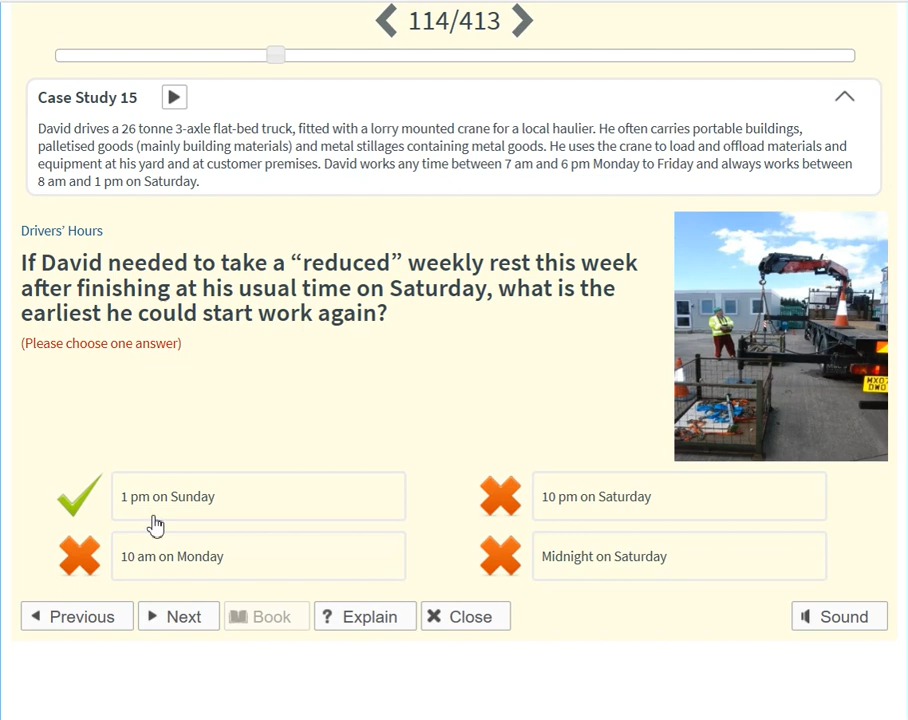 114/413
Case Study 15
David drives a 26 tonne 3-axle flat-bed truck, fitted with a lorry mounted crane for a local haulier. He often carries portable buildings,
palletised goods (mainly building materials) and metal stillages containing metal goods. He uses the crane to load and offload materials and
equipment at his yard and at customer premises. David works any time between 7 am and 6 pm Monday to Friday and always works between
8 am and 1 pm on Saturday.
Drivers’ Hours
If David needed to take a “reduced” weekly rest this week
after finishing at his usual time on Saturday, what is the
earliest he could start work again?
(Please choose one answer)
1 pm on Sunday
10 pm on Saturday
10 am on Monday
Midnight on Saturday
Previous
Next
Book
? Explain
Close
Sound